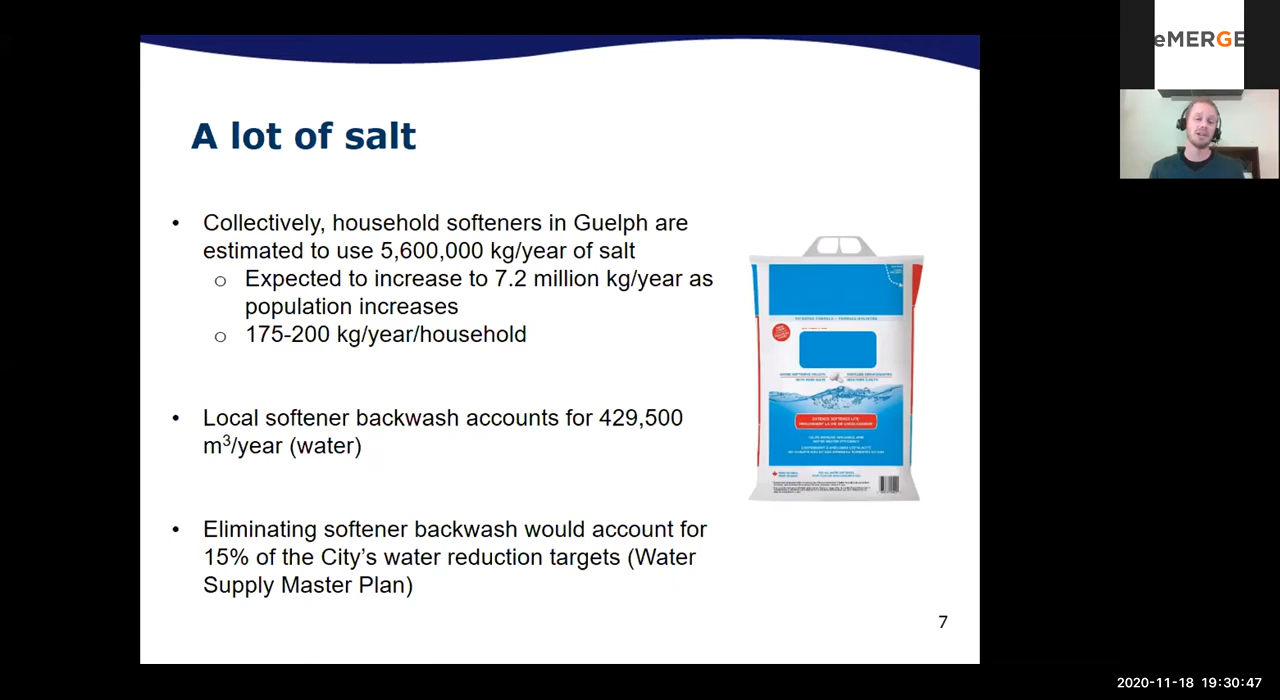 eMERGE
A lot of salt
• Collectively, household softeners in Guelph are
estimated to use 5,600,000 kg/year of salt
o Expected to increase to 7.2 million kg/year as
population increases
o 175-200 kg/year/household
• Local softener backwash accounts for 429,500
m³/year (water)
• Eliminating softener backwash would account for
15% of the City’s water reduction targets (Water
Supply Master Plan)
7
2020-11-18 19:30:47